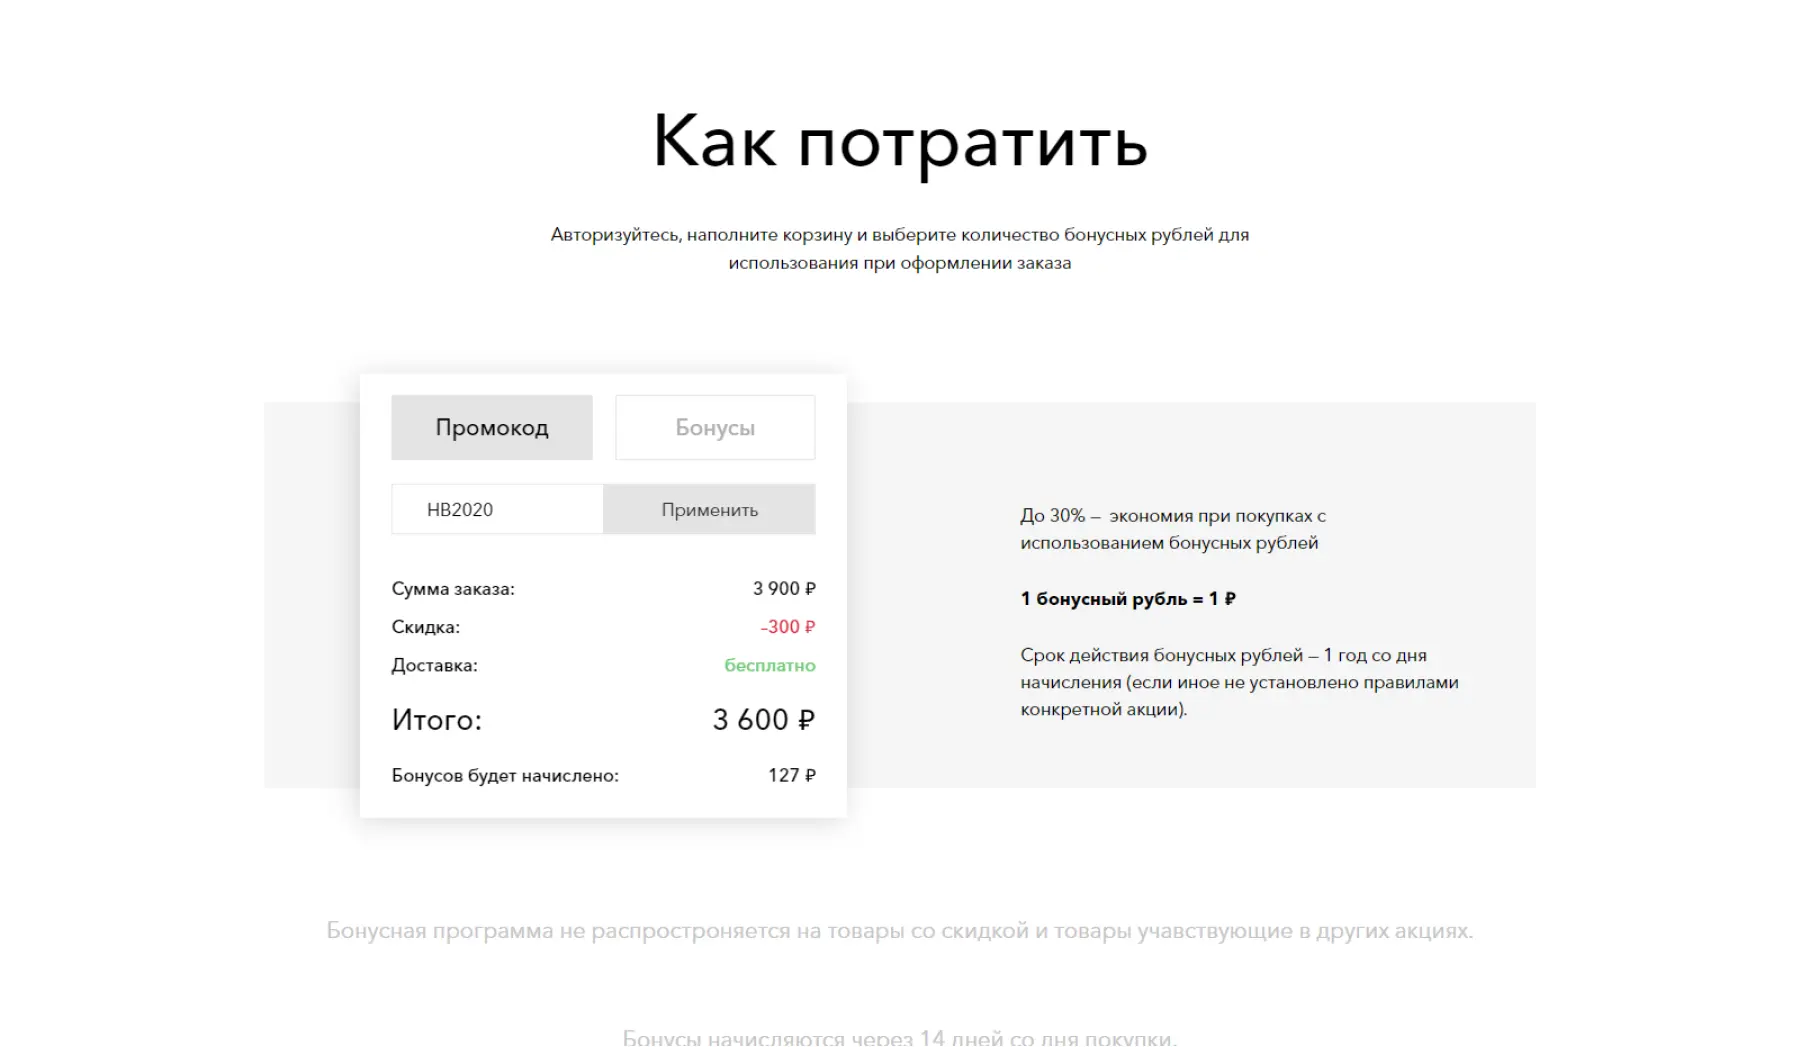 Как потратить
Авторизуйтесь, наполните корзину и выберите количество бонусных рублей для
использования при оформлении заказа
Промокод
Бонусы
HB2020
Применить
Сумма заказа: 3 900 ₽
Скидка: –300 ₽
Доставка: бесплатно
Итого: 3 600 ₽
Бонусов будет начислено: 127 ₽
До 30% – экономия при покупках с
использованием бонусных рублей
1 бонусный рубль = 1 ₽
Срок действия бонусных рублей – 1 год со дня
начисления (если иное не установлено правилами
конкретной акции).
Бонусная программа не распростроняется на товары со скидкой и товары учавствующие в других акциях.
Бонусы начисляются через 14 дней со дня покупки.